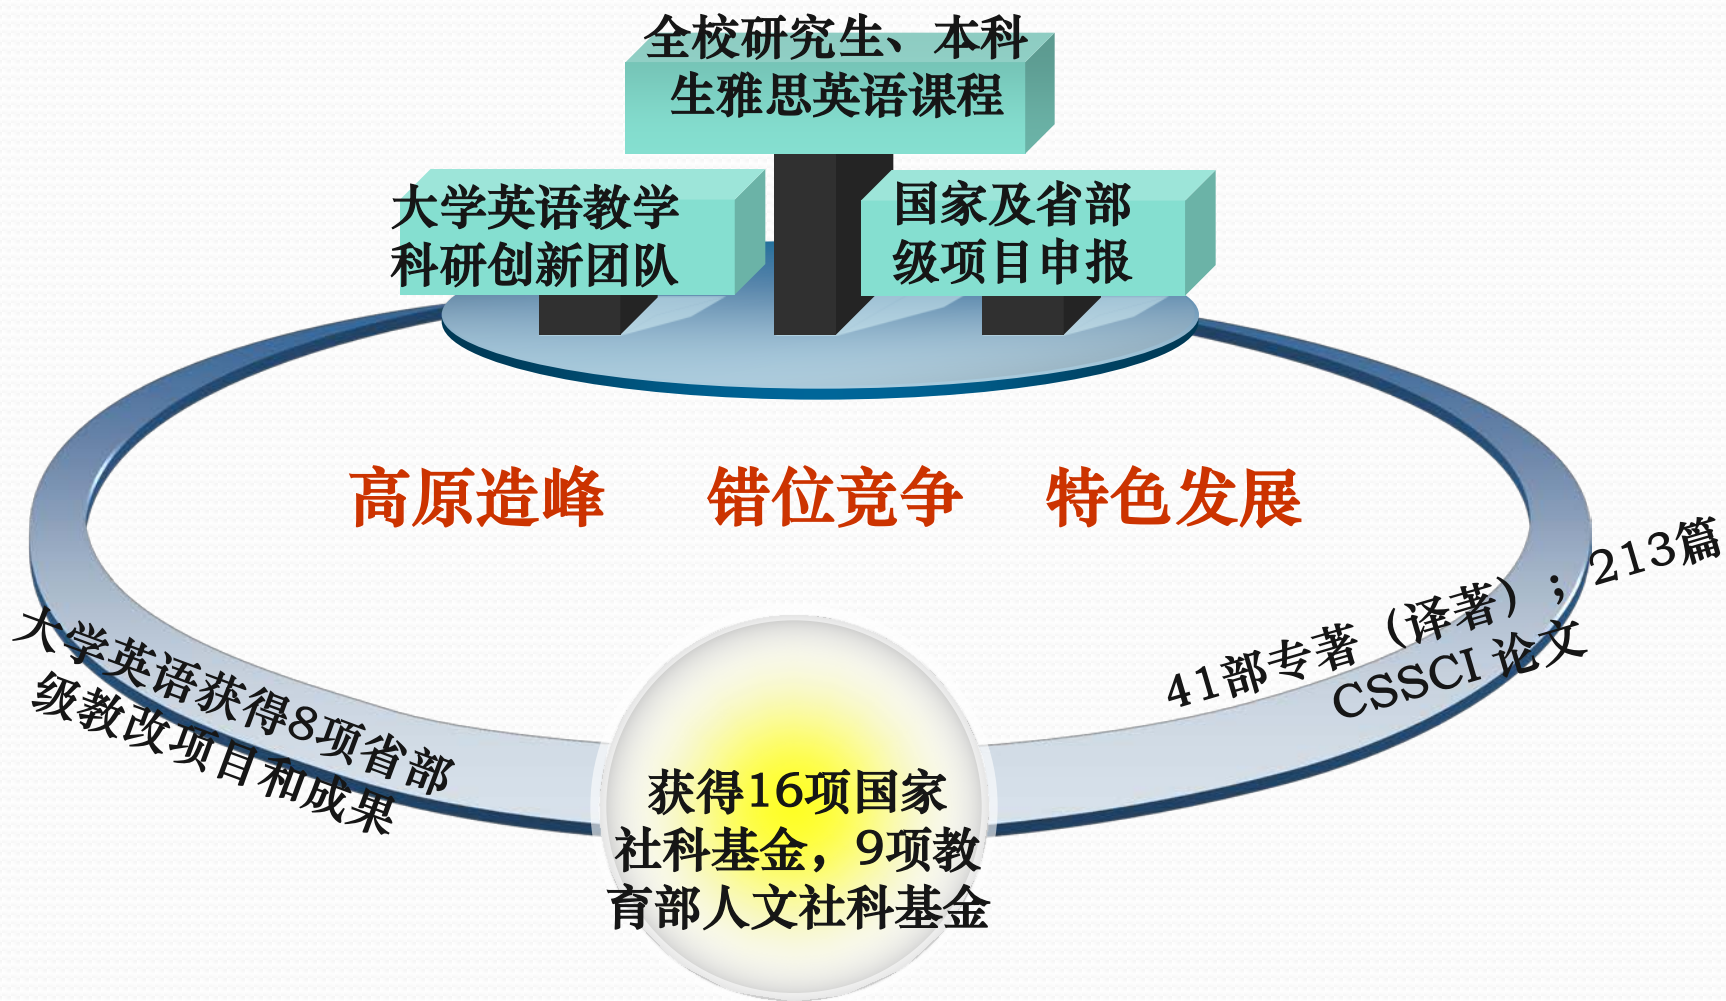 全校研究生、本科
生雅思英语课程
大学英语教学
科研创新团队
国家及省部
级项目申报
高原造峰 错位竞争 特色发展
大学英语获得8项省部
级教改项目和成果
41部专著（译著）；213篇
CSSCI 论文
获得16项国家
社科基金，9项教
育部人文社科基金